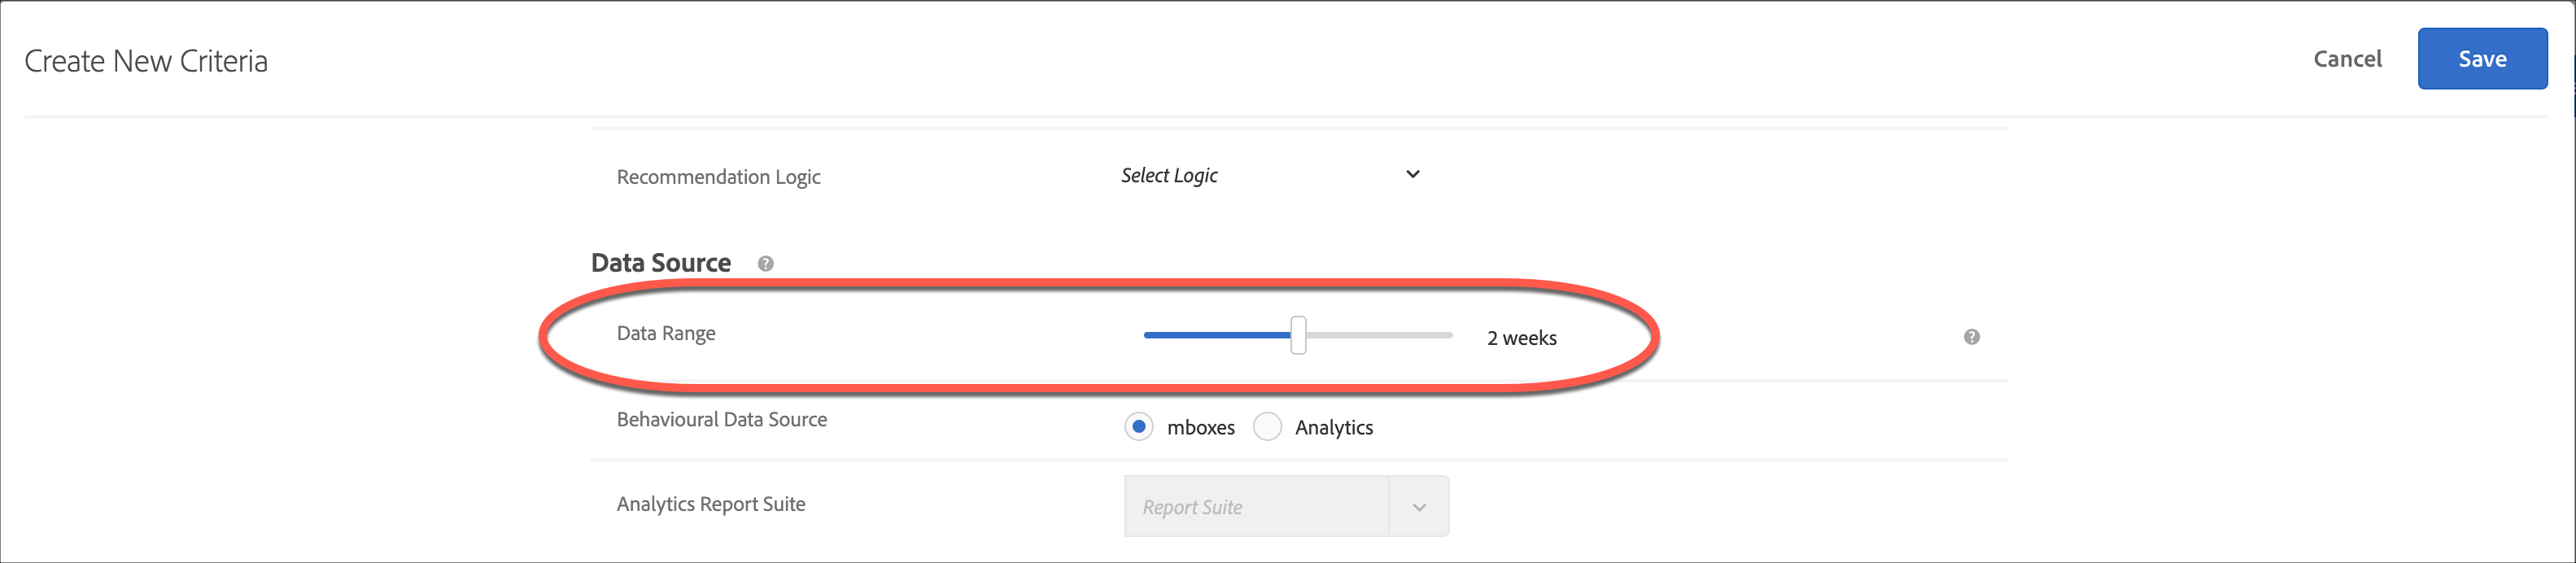 Create New Criteria
Cancel
Save
Recommendation Logic
Select Logic
Data Source ?
Data Range
2 weeks
?
Behavioural Data Source
mboxes
Analytics
Analytics Report Suite
Report Suite